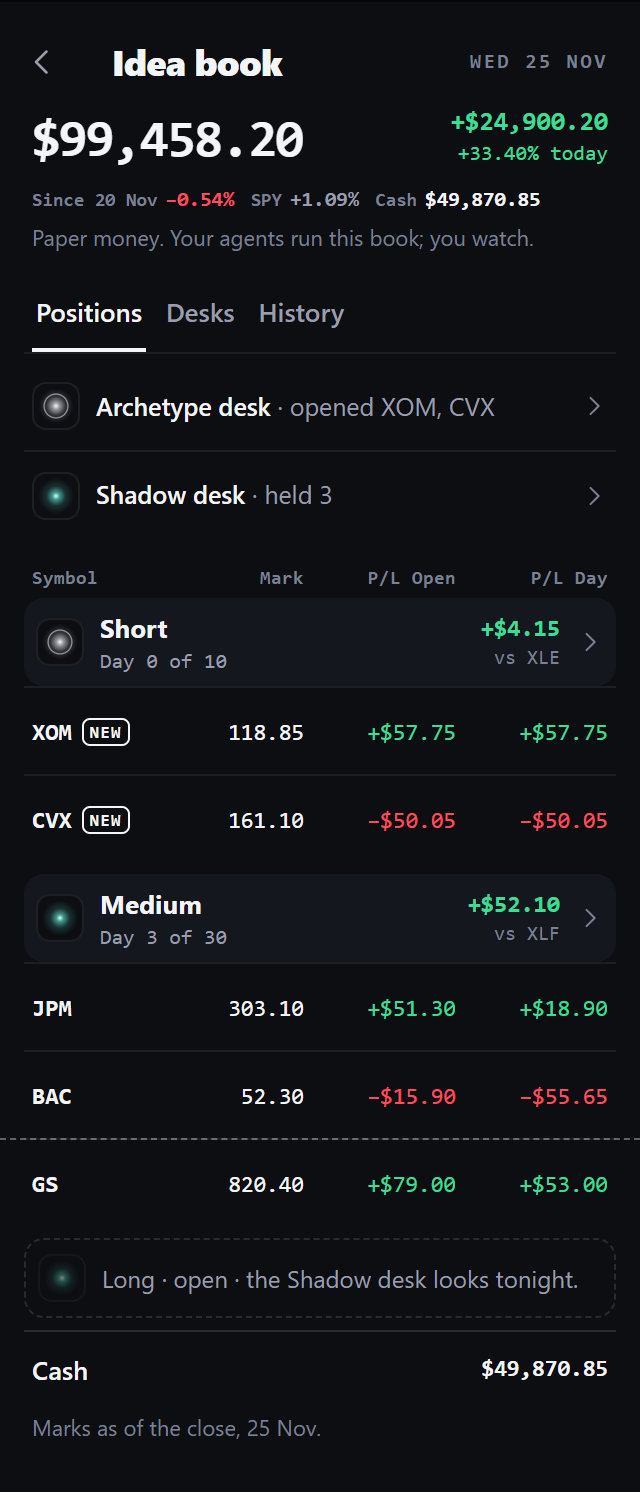 Idea book
WED 25 NOV
$99,458.20
+$24,900.20
+33.40% today
Since 20 Nov −0.54% SPY +1.09% Cash $49,870.85
Paper money. Your agents run this book; you watch.
Positions Desks History
Archetype desk · opened XOM, CVX
Shadow desk · held 3
Symbol Mark P/L Open P/L Day
Short +$4.15
Day 0 of 10 vs XLE
XOM NEW 118.85 +$57.75 +$57.75
CVX NEW 161.10 −$50.05 −$50.05
Medium +$52.10
Day 3 of 30 vs XLF
JPM 303.10 +$51.30 +$18.90
BAC 52.30 −$15.90 −$55.65
GS 820.40 +$79.00 +$53.00
Long · open · the Shadow desk looks tonight.
Cash $49,870.85
Marks as of the close, 25 Nov.